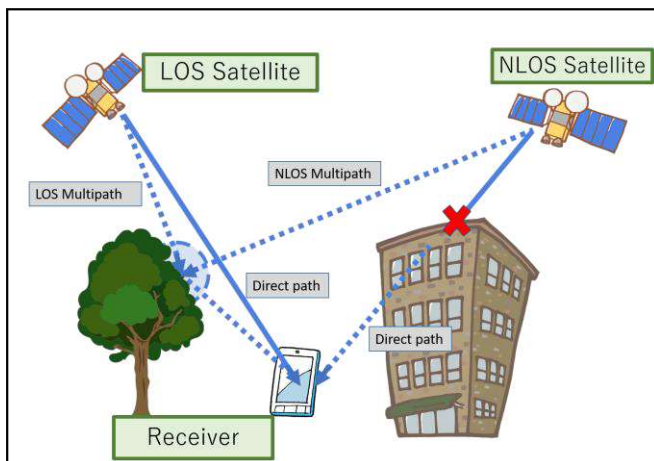 LOS Satellite
NLOS Satellite
LOS Multipath
NLOS Multipath
Direct path
Direct path
Receiver